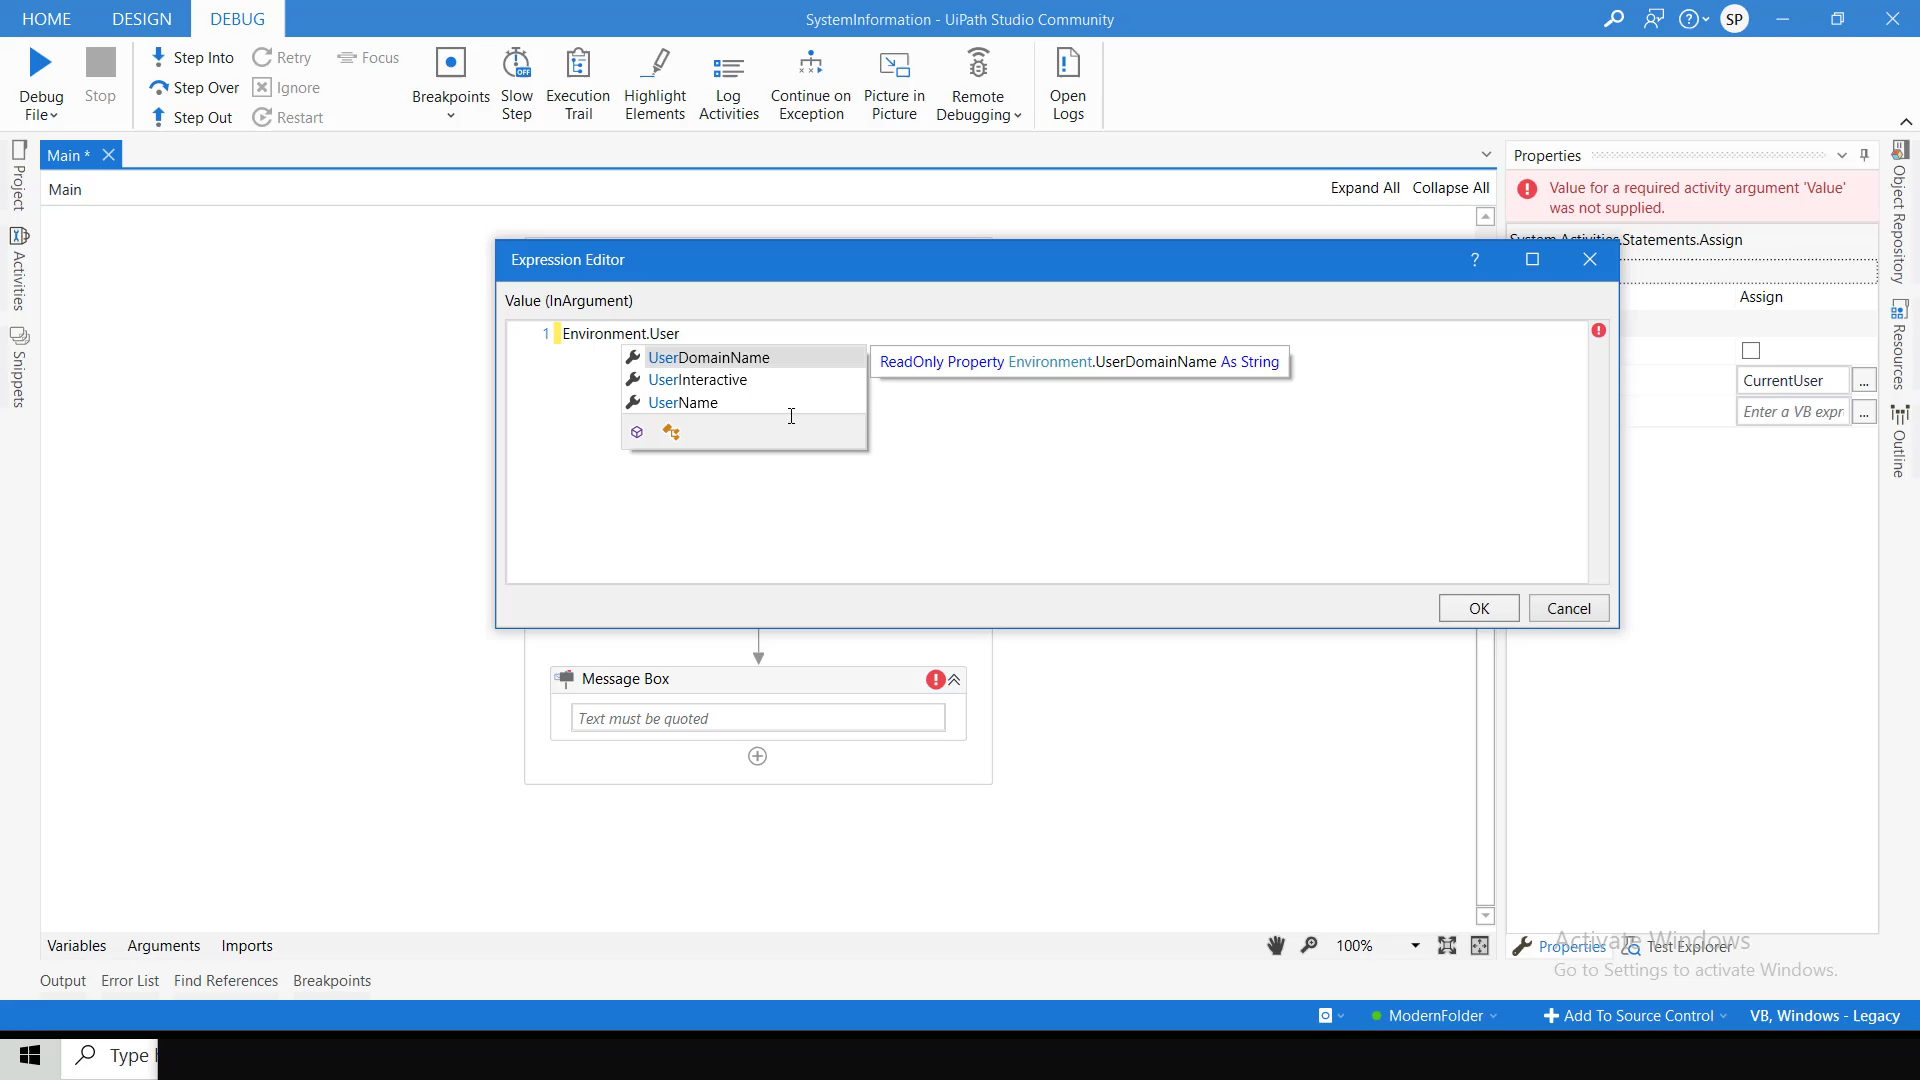 HOME DESIGN DEBUG SystemInformation - UiPath Studio Community SP
Debug File
Stop
Step Into
Step Over
Step Out
Retry
Ignore
Restart
Focus
Breakpoints
Slow Step
Execution Trail
Highlight Elements
Log Activities
Continue on Exception
Picture in Picture
Remote Debugging
Open Logs
Project
Activities
Snippets
Main *
Main
Expand All Collapse All
Expression Editor
Value (InArgument)
1 Environment.User
UserDomainName
UserInteractive
UserName
ReadOnly Property Environment.UserDomainName As String
OK Cancel
Message Box
Text must be quoted
Properties
Value for a required activity argument 'Value'
was not supplied.
System.Activities.Statements.Assign
Assign
CurrentUser ...
Enter a VB expr ...
Object Repository
Resources
Outline
Variables Arguments Imports
100%
Properties Test Explorer
Activate Windows
Go to Settings to activate Windows.
Output Error List Find References Breakpoints
ModernFolder Add To Source Control VB, Windows - Legacy
Type